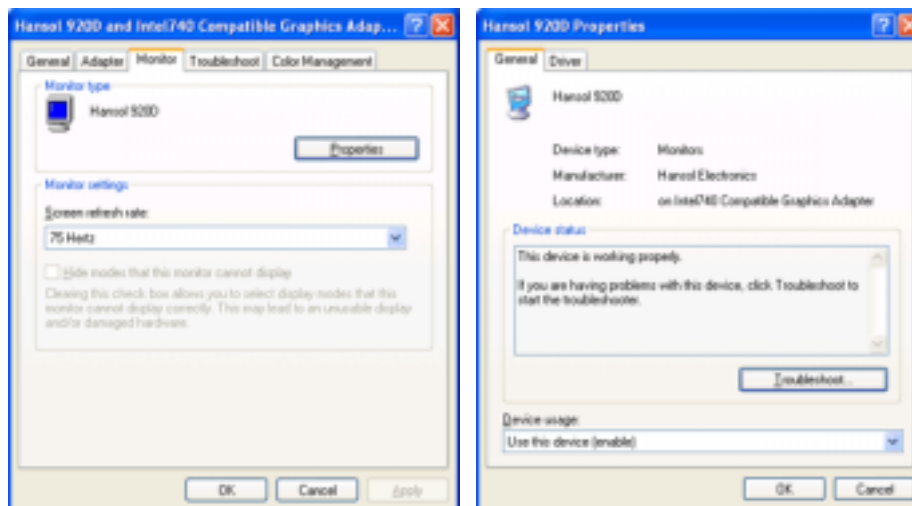 Hansol 920D and Intel740 Compatible Graphics Adap...
General Adapter Monitor Troubleshoot Color Management
Monitor type
Hansol 920D
Properties
Monitor settings
Screen refresh rate:
75 Hertz
Hide modes that this monitor cannot display
Clearing this check box allows you to select display modes that this
monitor cannot display correctly. This may lead to an unusable display
and/or damaged hardware.
OK Cancel Apply
Hansol 920D Properties
General Driver
Hansol 920D
Device type: Monitors
Manufacturer: Hansol Electronics
Location: on Intel740 Compatible Graphics Adapter
Device status
This device is working properly.
If you are having problems with this device, click Troubleshoot to
start the troubleshooter.
Troubleshoot...
Device usage:
Use this device (enable)
OK Cancel